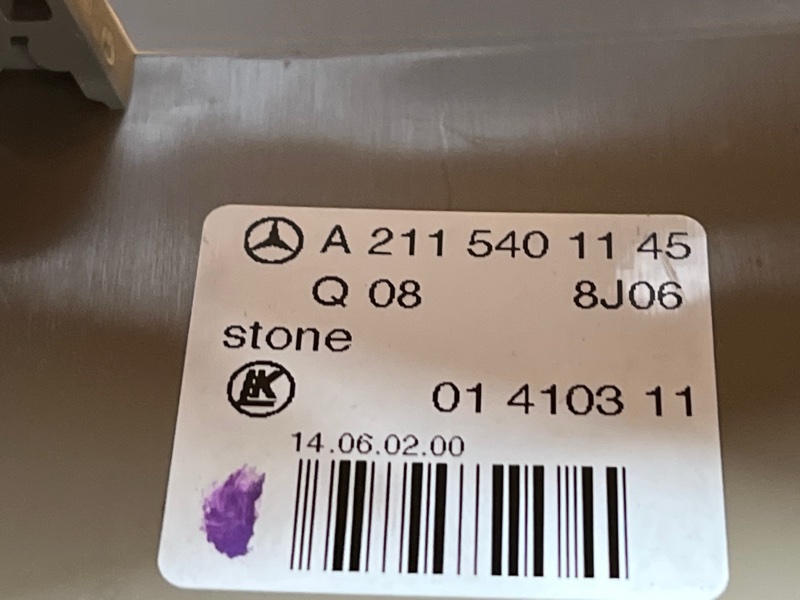 A 211 540 11 45
Q 08 8J06
stone
01 4103 11
14.06.02.00